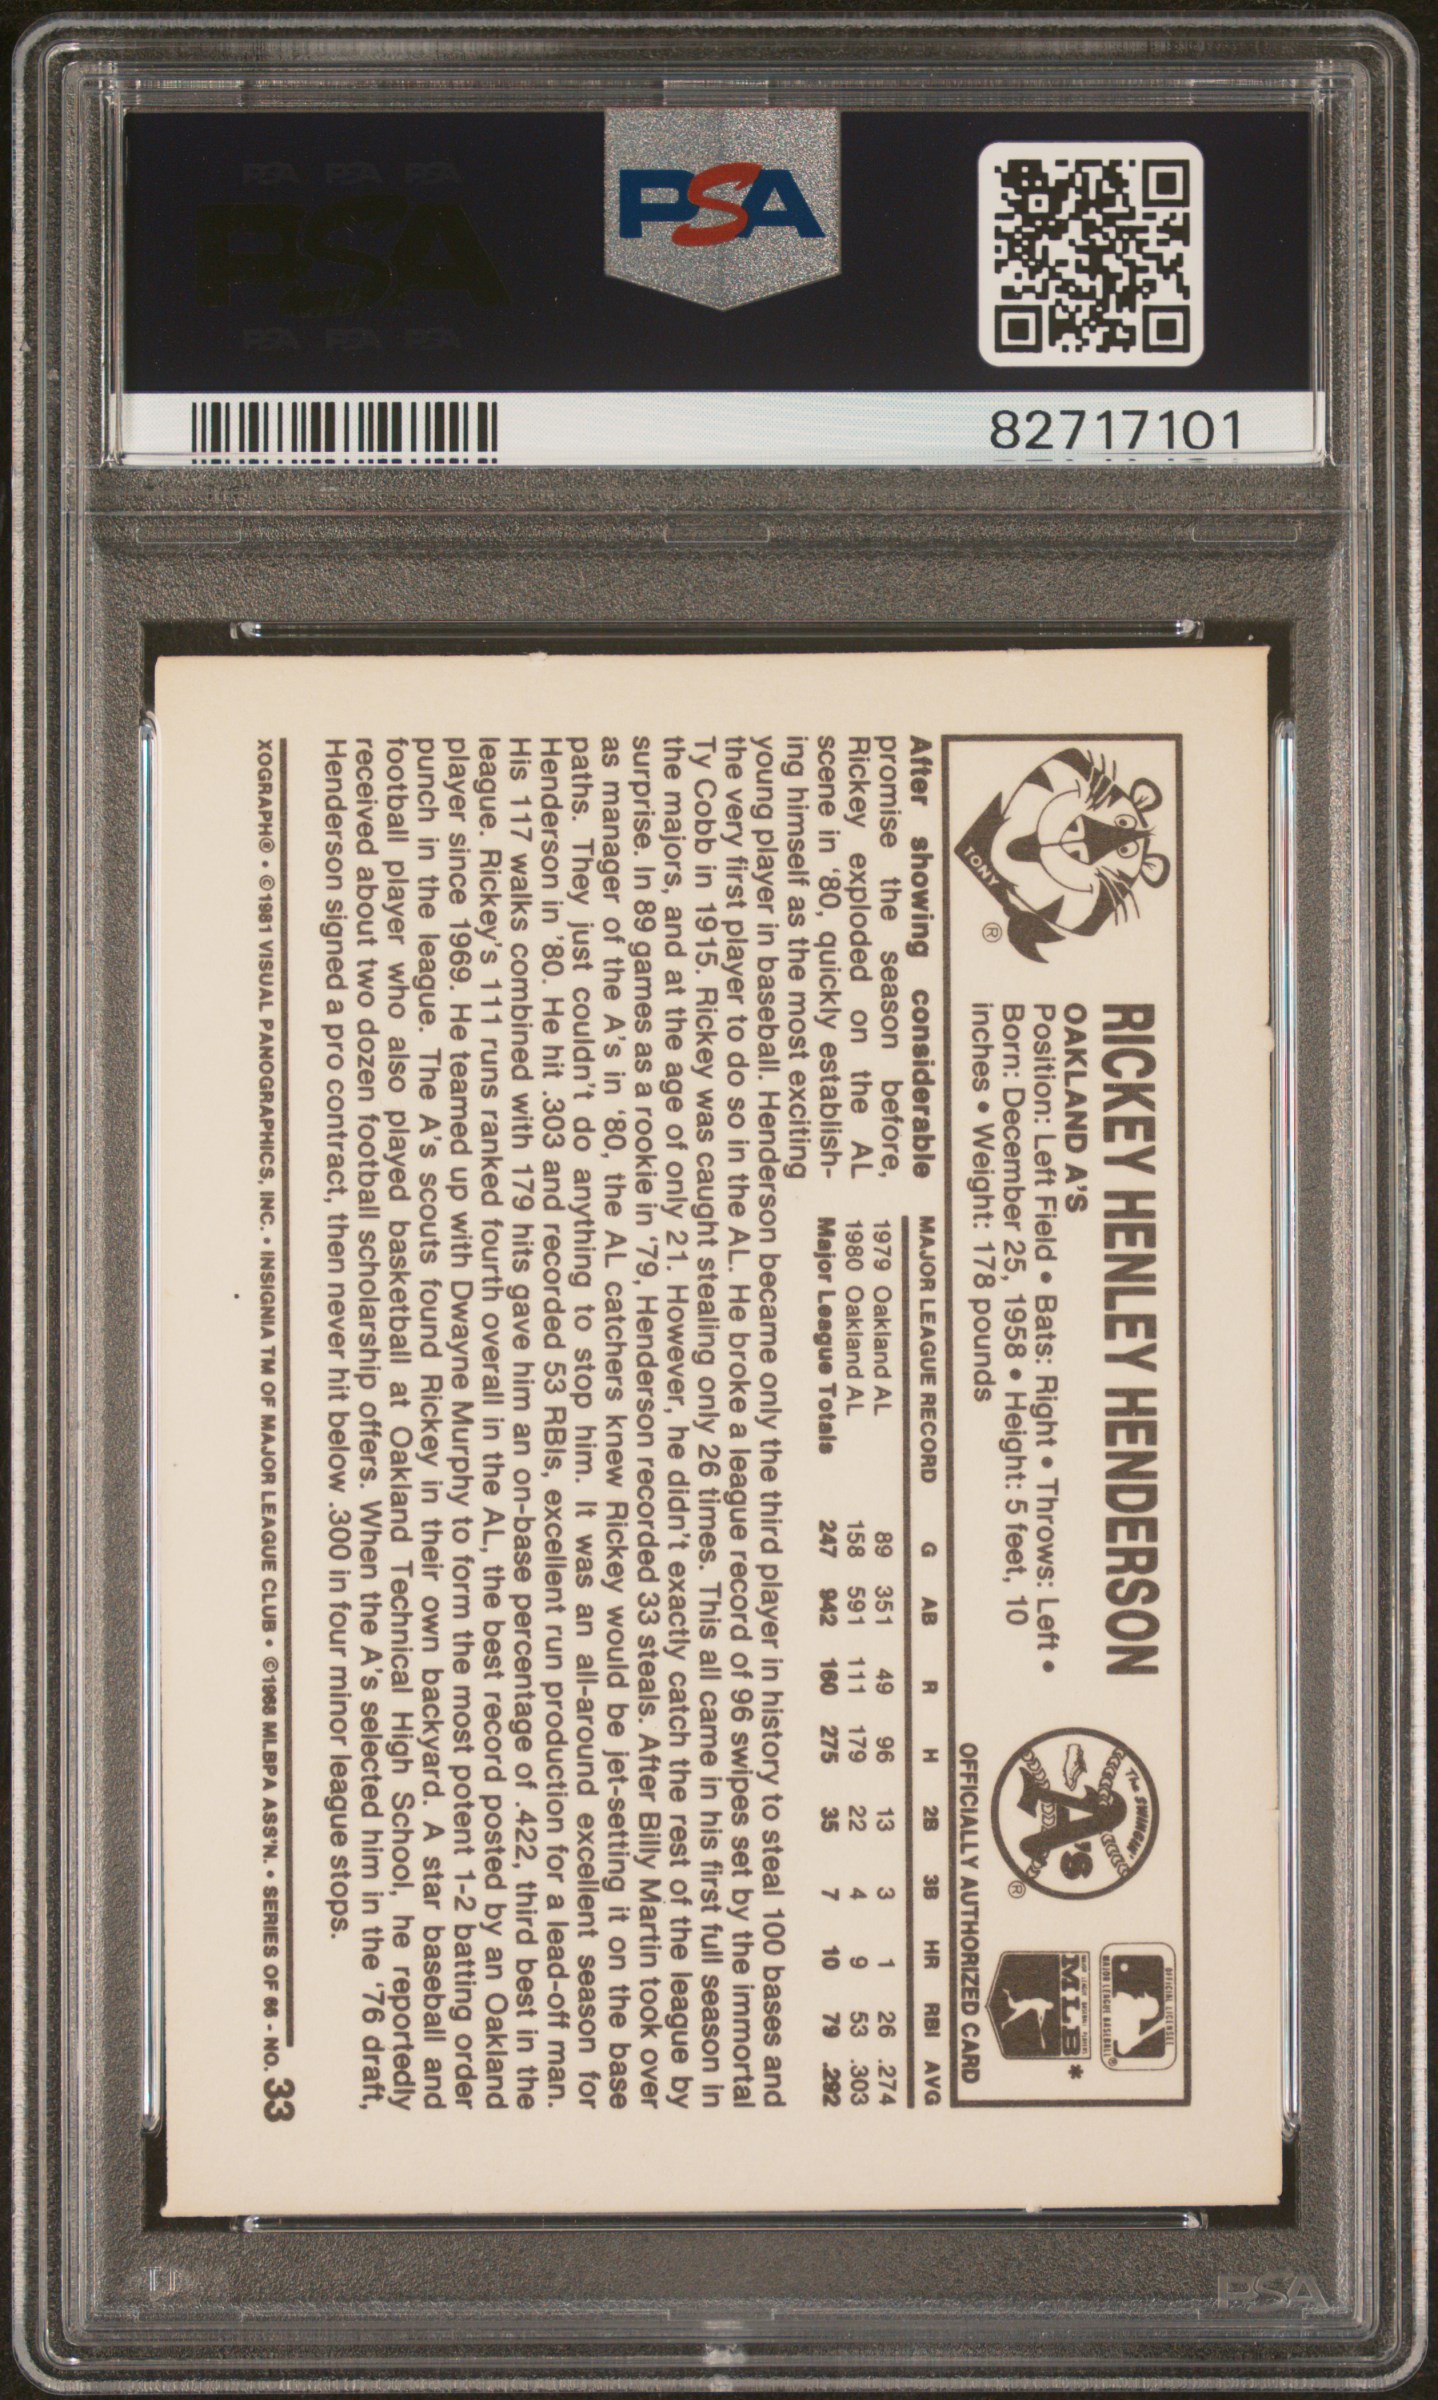 PSA PSA PSA
PSA
PSA PSA PSA
PSA
82717101
TONY
®
RICKEY HENLEY HENDERSON
OAKLAND A'S
Position: Left Field • Bats: Right • Throws: Left •
Born: December 25, 1958 • Height: 5 feet, 10
inches • Weight: 178 pounds
The SWINGIN'
A's
®
OFFICIAL LICENSEE
MAJOR LEAGUE BASEBALL®
MLB*
OFFICIALLY AUTHORIZED CARD
MAJOR LEAGUE RECORD G AB R H 2B 3B HR RBI AVG
1979 Oakland AL 89 351 49 96 13 3 1 26 .274
1980 Oakland AL 158 591 111 179 22 4 9 53 .303
Major League Totals 247 942 160 275 35 7 10 79 .292
After showing considerable
promise the season before,
Rickey exploded on the AL
scene in '80, quickly establish-
ing himself as the most exciting
young player in baseball. Henderson became only the third player in history to steal 100 bases and
the very first player to do so in the AL. He broke a league record of 96 swipes set by the immortal
Ty Cobb in 1915. Rickey was caught stealing only 26 times. This all came in his first full season in
the majors, and at the age of only 21. However, he didn't exactly catch the rest of the league by
surprise. In 89 games as a rookie in '79, Henderson recorded 33 steals. After Billy Martin took over
as manager of the A's in '80, the AL catchers knew Rickey would be jet-setting it on the base
paths. They just couldn't do anything to stop him. It was an all-around excellent season for
Henderson in '80. He hit .303 and recorded 53 RBIs, excellent run production for a lead-off man.
His 117 walks combined with 179 hits gave him an on-base percentage of .422, third best in the
league. Rickey's 111 runs ranked fourth overall in the AL, the best record posted by an Oakland
player since 1969. He teamed up with Dwayne Murphy to form the most potent 1-2 batting order
punch in the league. The A's scouts found Rickey in their own backyard. A star baseball and
football player who also played basketball at Oakland Technical High School, he reportedly
received about two dozen football scholarship offers. When the A's selected him in the '76 draft,
Henderson signed a pro contract, then never hit below .300 in four minor league stops.
XOGRAPH® • ©1981 VISUAL PANOGRAPHICS, INC. • INSIGNIA TM OF MAJOR LEAGUE CLUB • ©1968 MLBPA ASS'N. • SERIES OF 66 - NO. 33
PSA